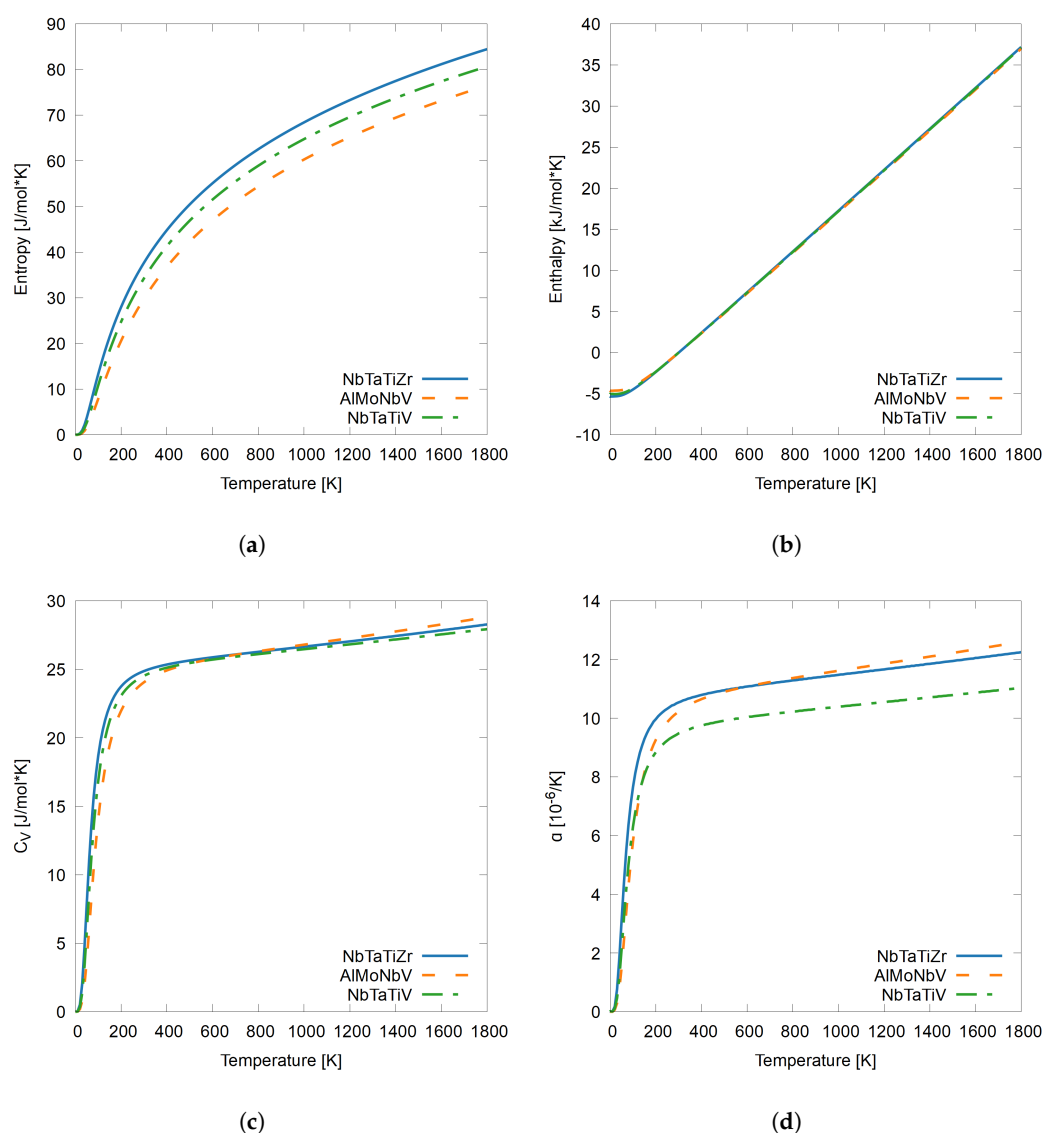 Entropy [J/mol*K]
90
80
70
60
50
40
30
20
10
0
NbTaTiZr
AlMoNbV
NbTaTiV
0 200 400 600 800 1000 1200 1400 1600 1800
Temperature [K]
(a)
Enthalpy [kJ/mol*K]
40
35
30
25
20
15
10
5
0
-5
-10
NbTaTiZr
AlMoNbV
NbTaTiV
0 200 400 600 800 1000 1200 1400 1600 1800
Temperature [K]
(b)
C_V [J/mol*K]
30
25
20
15
10
5
0
NbTaTiZr
AlMoNbV
NbTaTiV
0 200 400 600 800 1000 1200 1400 1600 1800
Temperature [K]
(c)
α [10⁻⁶/K]
14
12
10
8
6
4
2
0
NbTaTiZr
AlMoNbV
NbTaTiV
0 200 400 600 800 1000 1200 1400 1600 1800
Temperature [K]
(d)